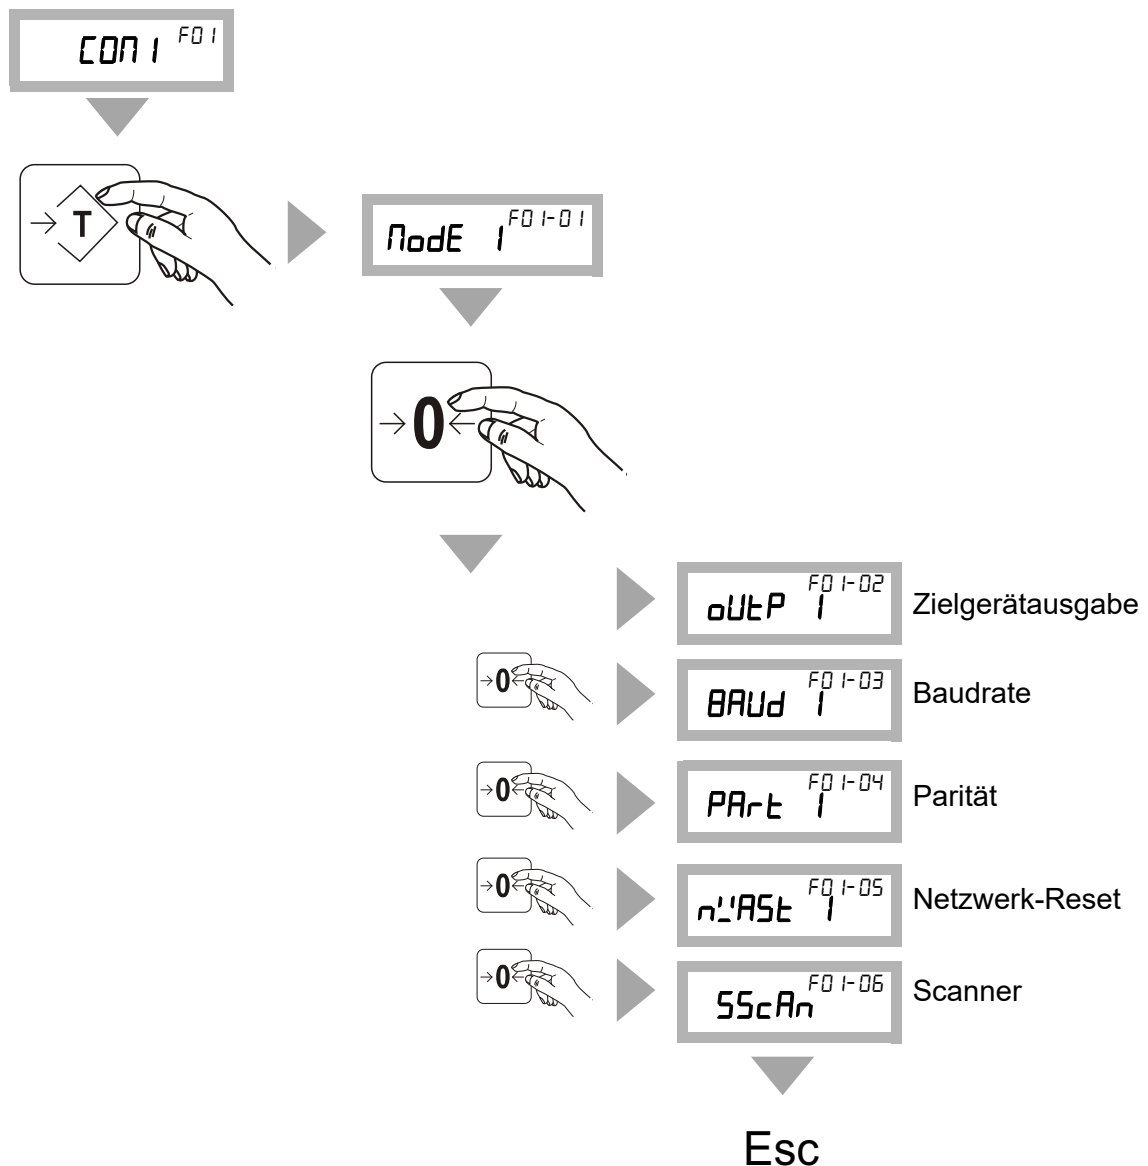 COM 1 F01
T
ModE 1 F01-01
0
oUtP 1 F01-02 Zielgerätausgabe
0
BAUd 1 F01-03 Baudrate
0
PArt 1 F01-04 Parität
0
F01-05 Netzwerk-Reset
0
SScAn F01-06 Scanner
Esc